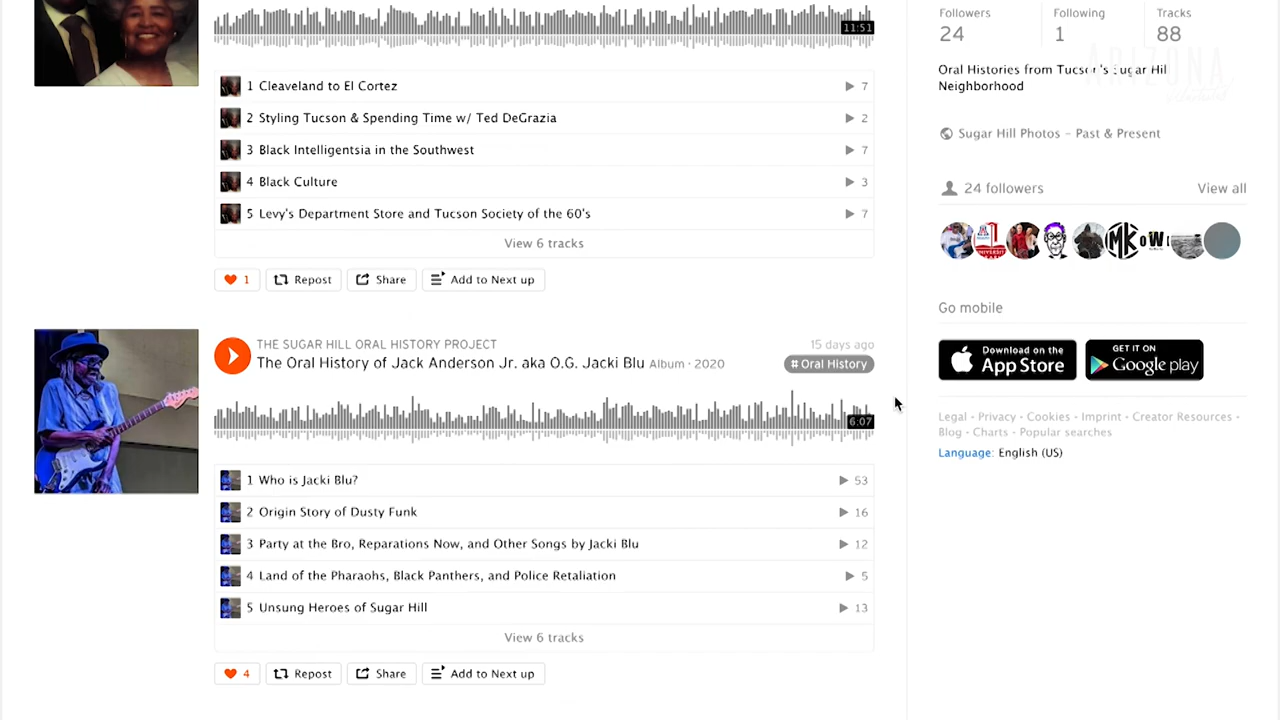 11:51
1 Cleaveland to El Cortez 7
2 Styling Tucson & Spending Time w/ Ted DeGrazia 2
3 Black Intelligentsia in the Southwest 7
4 Black Culture 3
5 Levy's Department Store and Tucson Society of the 60's 7
View 6 tracks
1 Repost Share Add to Next up
THE SUGAR HILL ORAL HISTORY PROJECT 15 days ago
The Oral History of Jack Anderson Jr. aka O.G. Jacki Blu Album · 2020 # Oral History
6:07
1 Who is Jacki Blu? 53
2 Origin Story of Dusty Funk 16
3 Party at the Bro, Reparations Now, and Other Songs by Jacki Blu 12
4 Land of the Pharaohs, Black Panthers, and Police Retaliation 5
5 Unsung Heroes of Sugar Hill 13
View 6 tracks
4 Repost Share Add to Next up
Followers Following Tracks
24 1 88
ARIZONA
Oral Histories from Tucson's Sugar Hill
Neighborhood
Sugar Hill Photos - Past & Present
24 followers View all
MK
Go mobile
Download on the
App Store
GET IT ON
Google play
Legal - Privacy - Cookies - Imprint - Creator Resources -
Blog - Charts - Popular searches
Language: English (US)